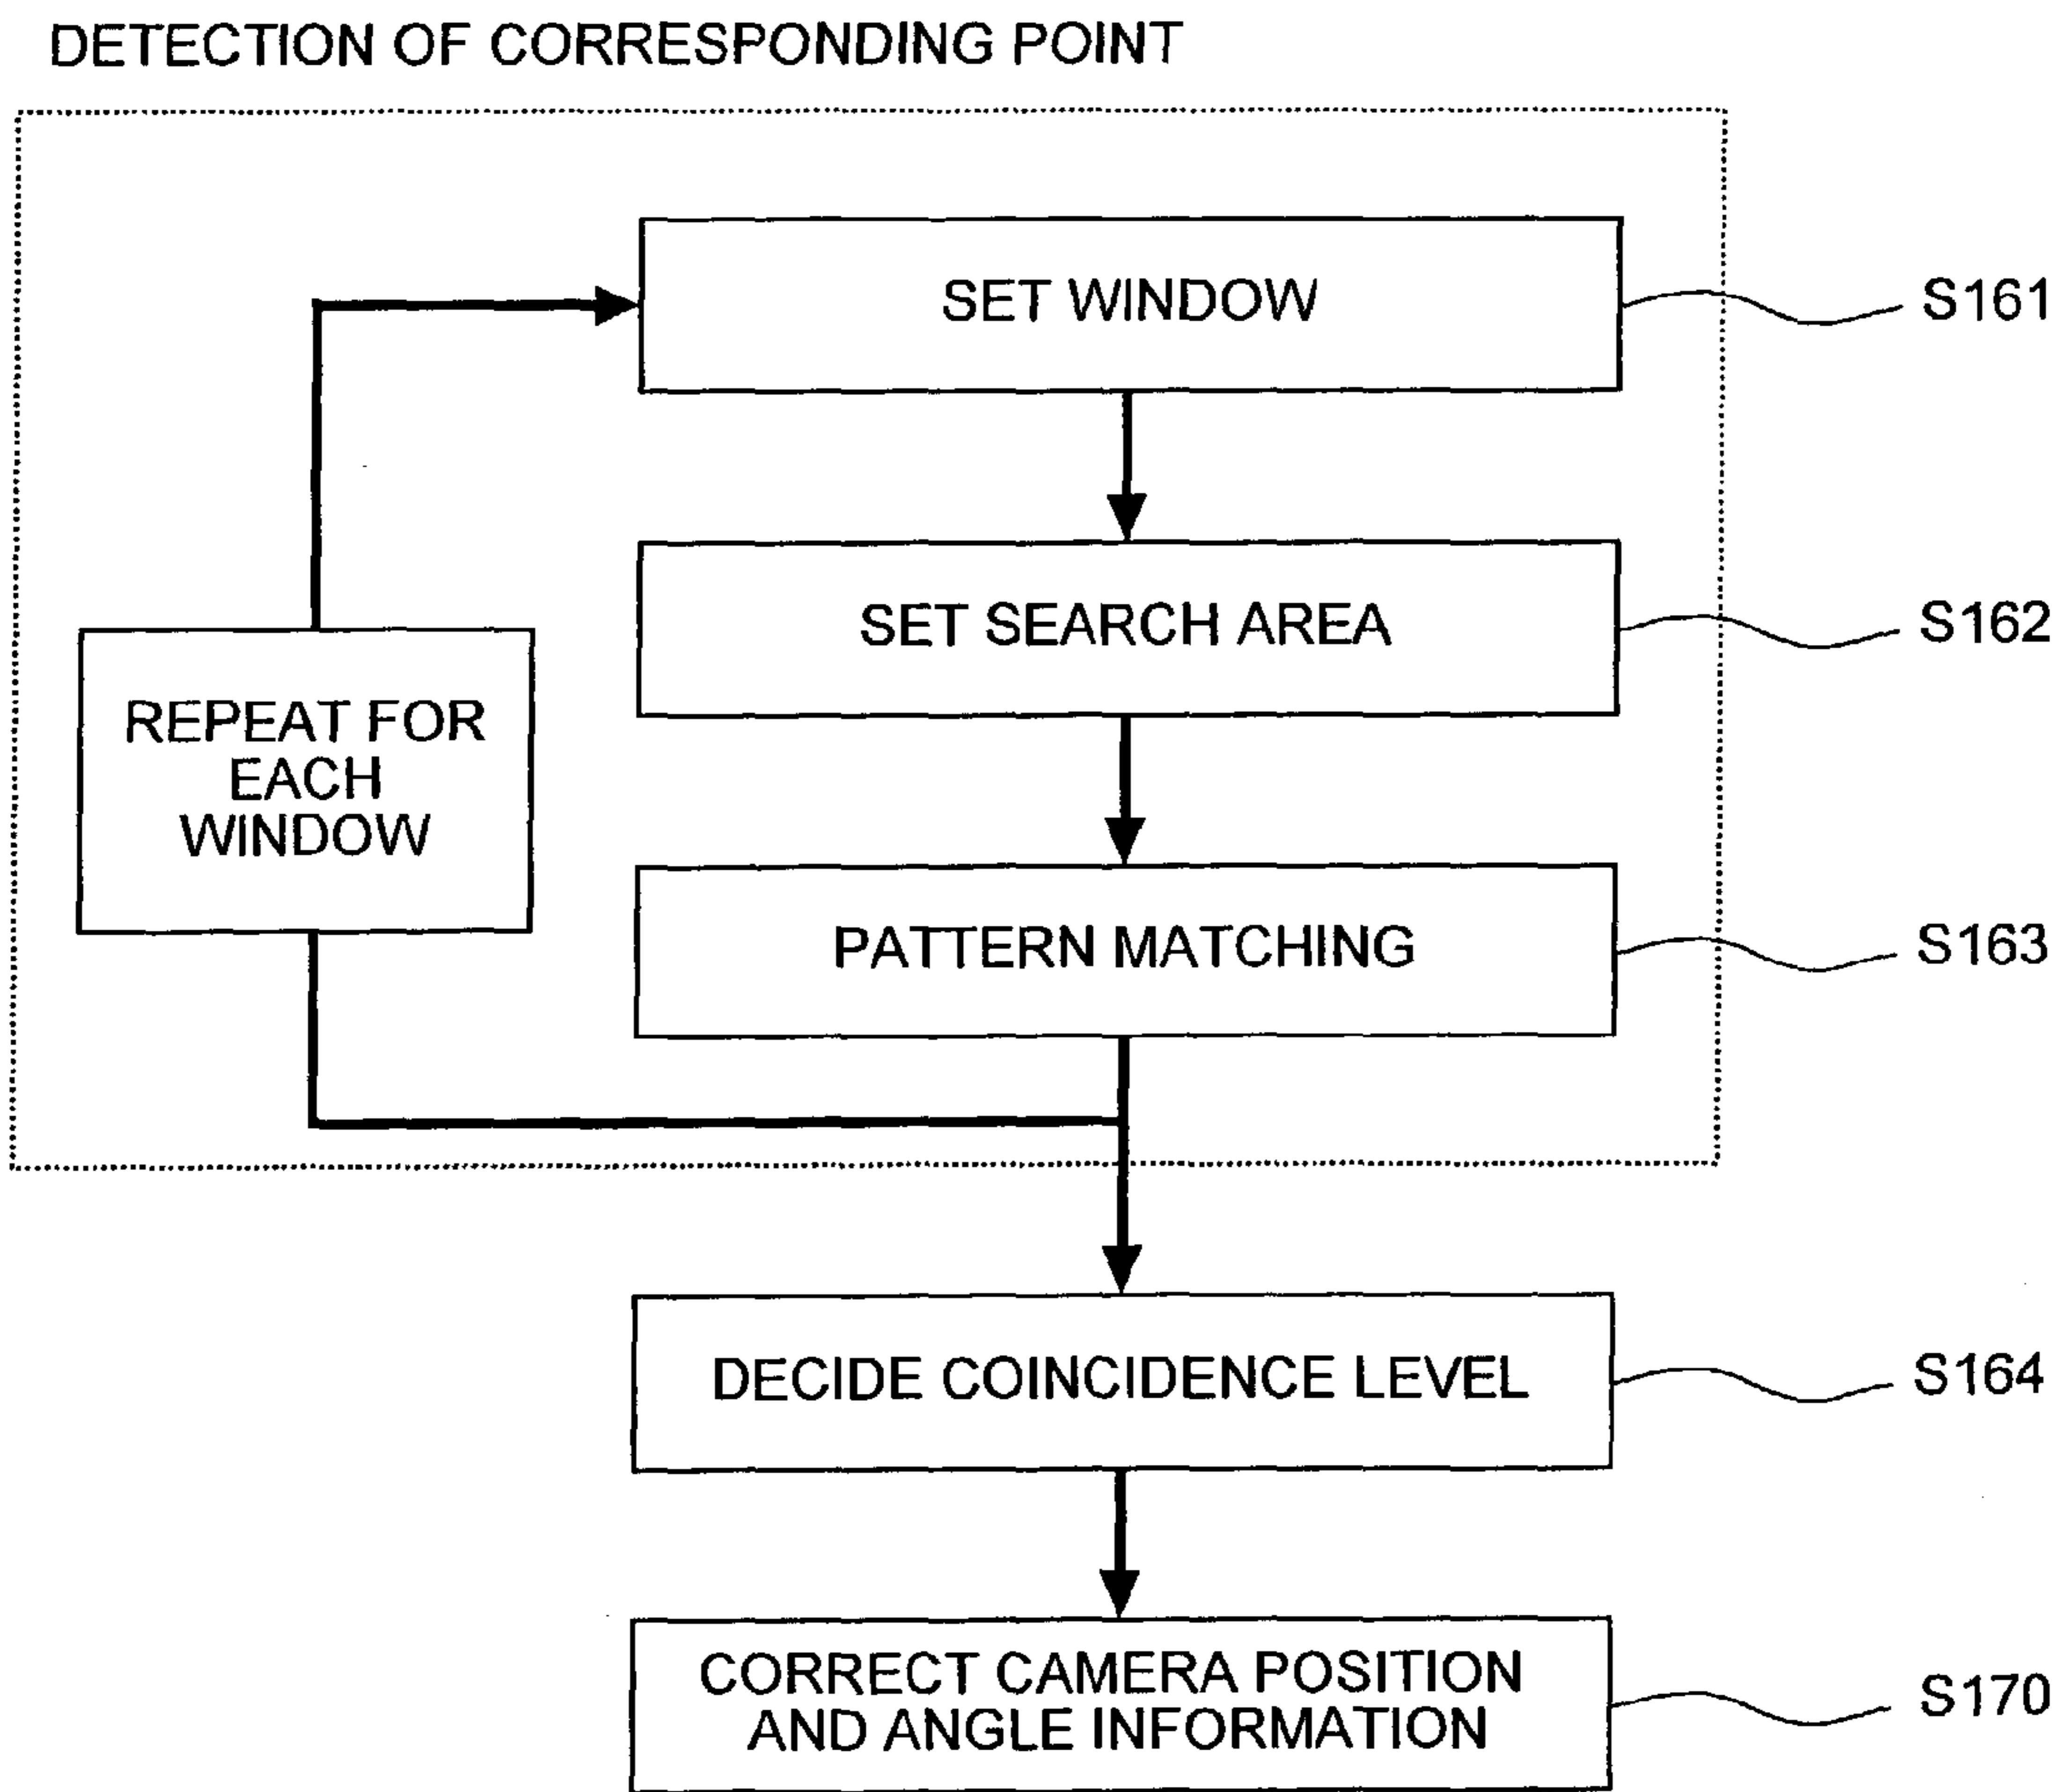 DETECTION OF CORRESPONDING POINT
SET WINDOW
S161
SET SEARCH AREA
S162
REPEAT FOR
EACH
WINDOW
PATTERN MATCHING
S163
DECIDE COINCIDENCE LEVEL
S164
CORRECT CAMERA POSITION
AND ANGLE INFORMATION
S170